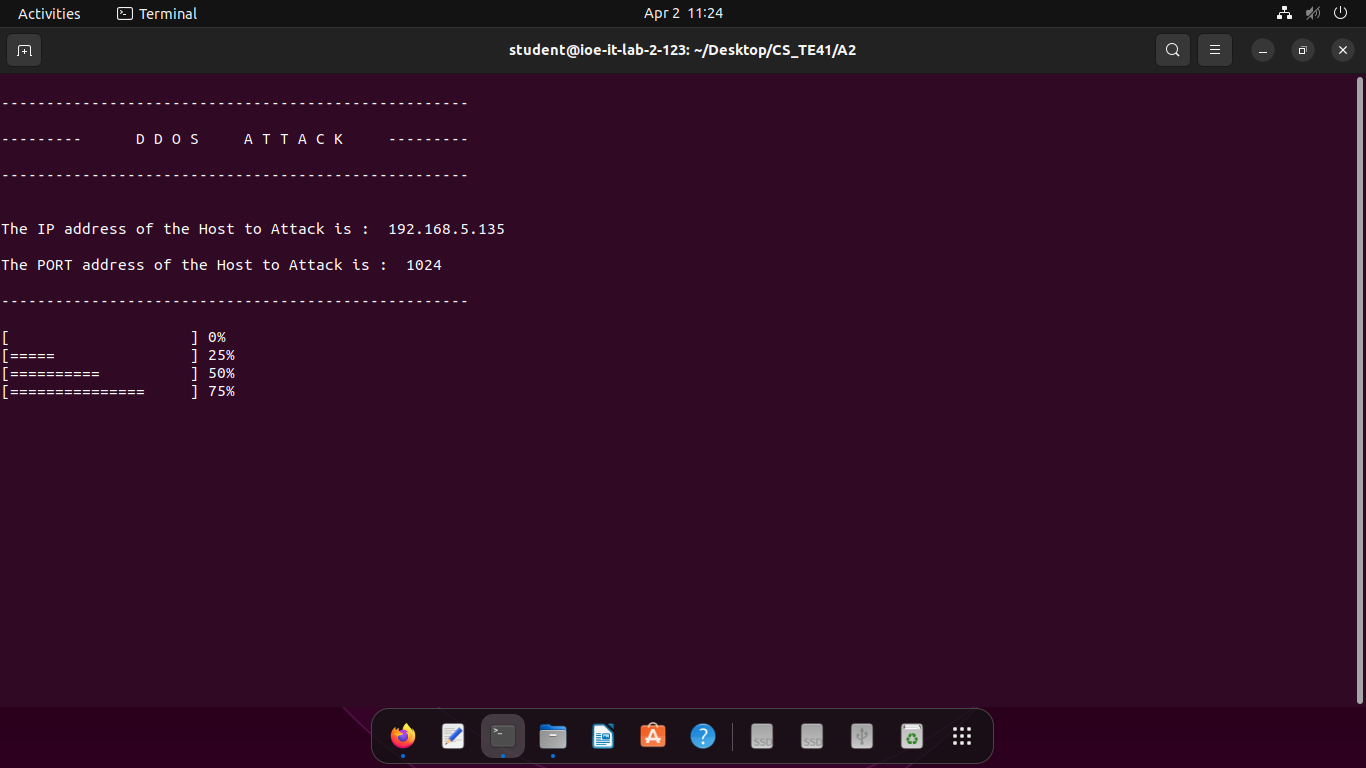 Activities
Terminal
Apr 2 11:24
student@ioe-it-lab-2-123: ~/Desktop/CS_TE41/A2
--------------------------------------------------
--------- D D O S A T T A C K ---------
--------------------------------------------------
The IP address of the Host to Attack is : 192.168.5.135
The PORT address of the Host to Attack is : 1024
--------------------------------------------------
[ ] 0%
[===== ] 25%
[========== ] 50%
[=============== ] 75%
SSD
SSD